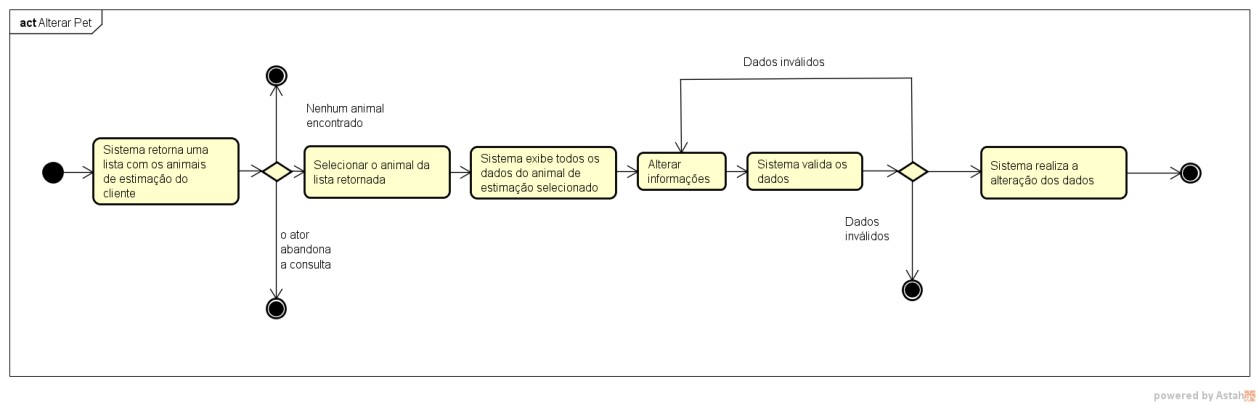 act Alterar Pet
Dados inválidos
Nenhum animal
encontrado
Sistema retorna uma
lista com os animais
de estimação do
cliente
Selecionar o animal da
lista retornada
Sistema exibe todos os
dados do animal de
estimação selecionado
Alterar
informações
Sistema valida os
dados
Sistema realiza a
alteração dos dados
o ator
abandona
a consulta
Dados
inválidos
powered by Astah